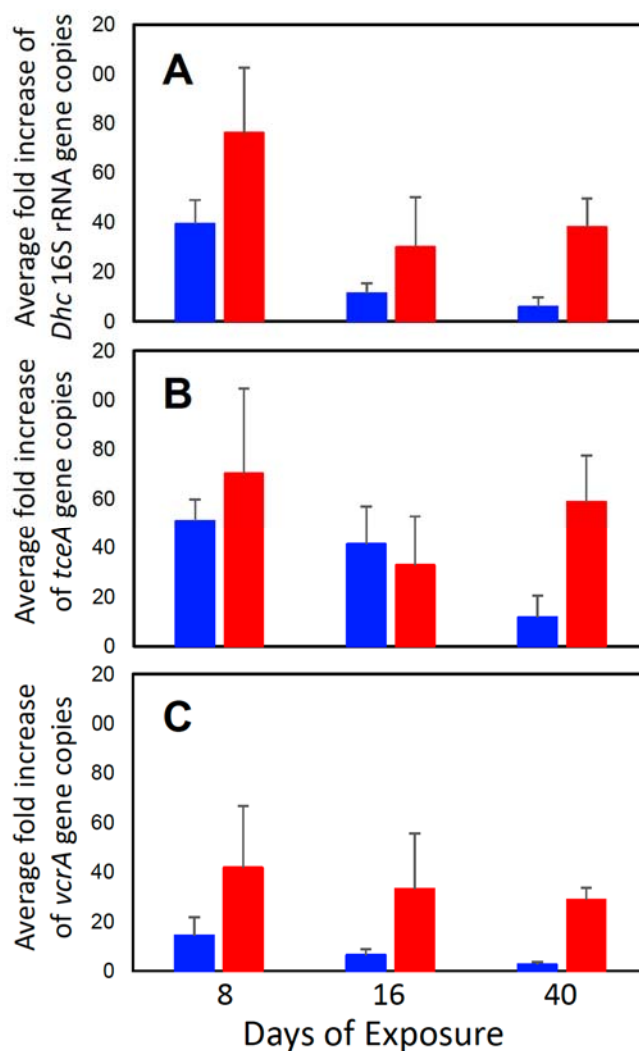 20
00
80
60
40
20
0
A
Average fold increase of
Dhc 16S rRNA gene copies
20
00
80
60
40
20
0
B
Average fold increase
of tceA gene copies
20
00
80
60
40
20
0
C
Average fold increase
of vcrA gene copies
8 16 40
Days of Exposure